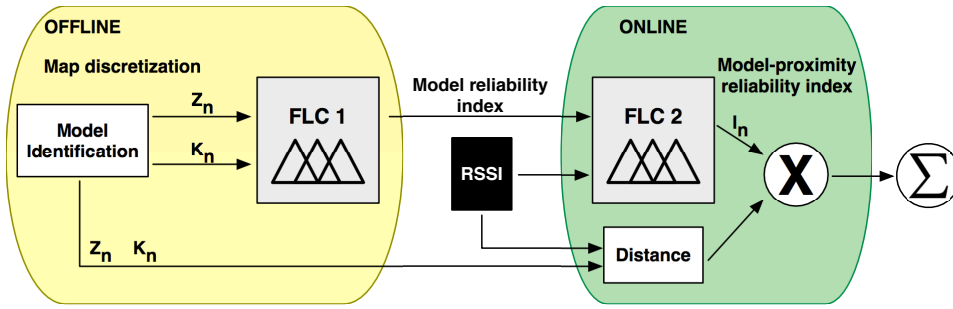 OFFLINE
Map discretization
Model
Identification
Zn
Kn
FLC 1
Zn Kn
Model reliability
index
RSSI
ONLINE
FLC 2
Model-proximity
reliability index
In
X
Distance
Σ